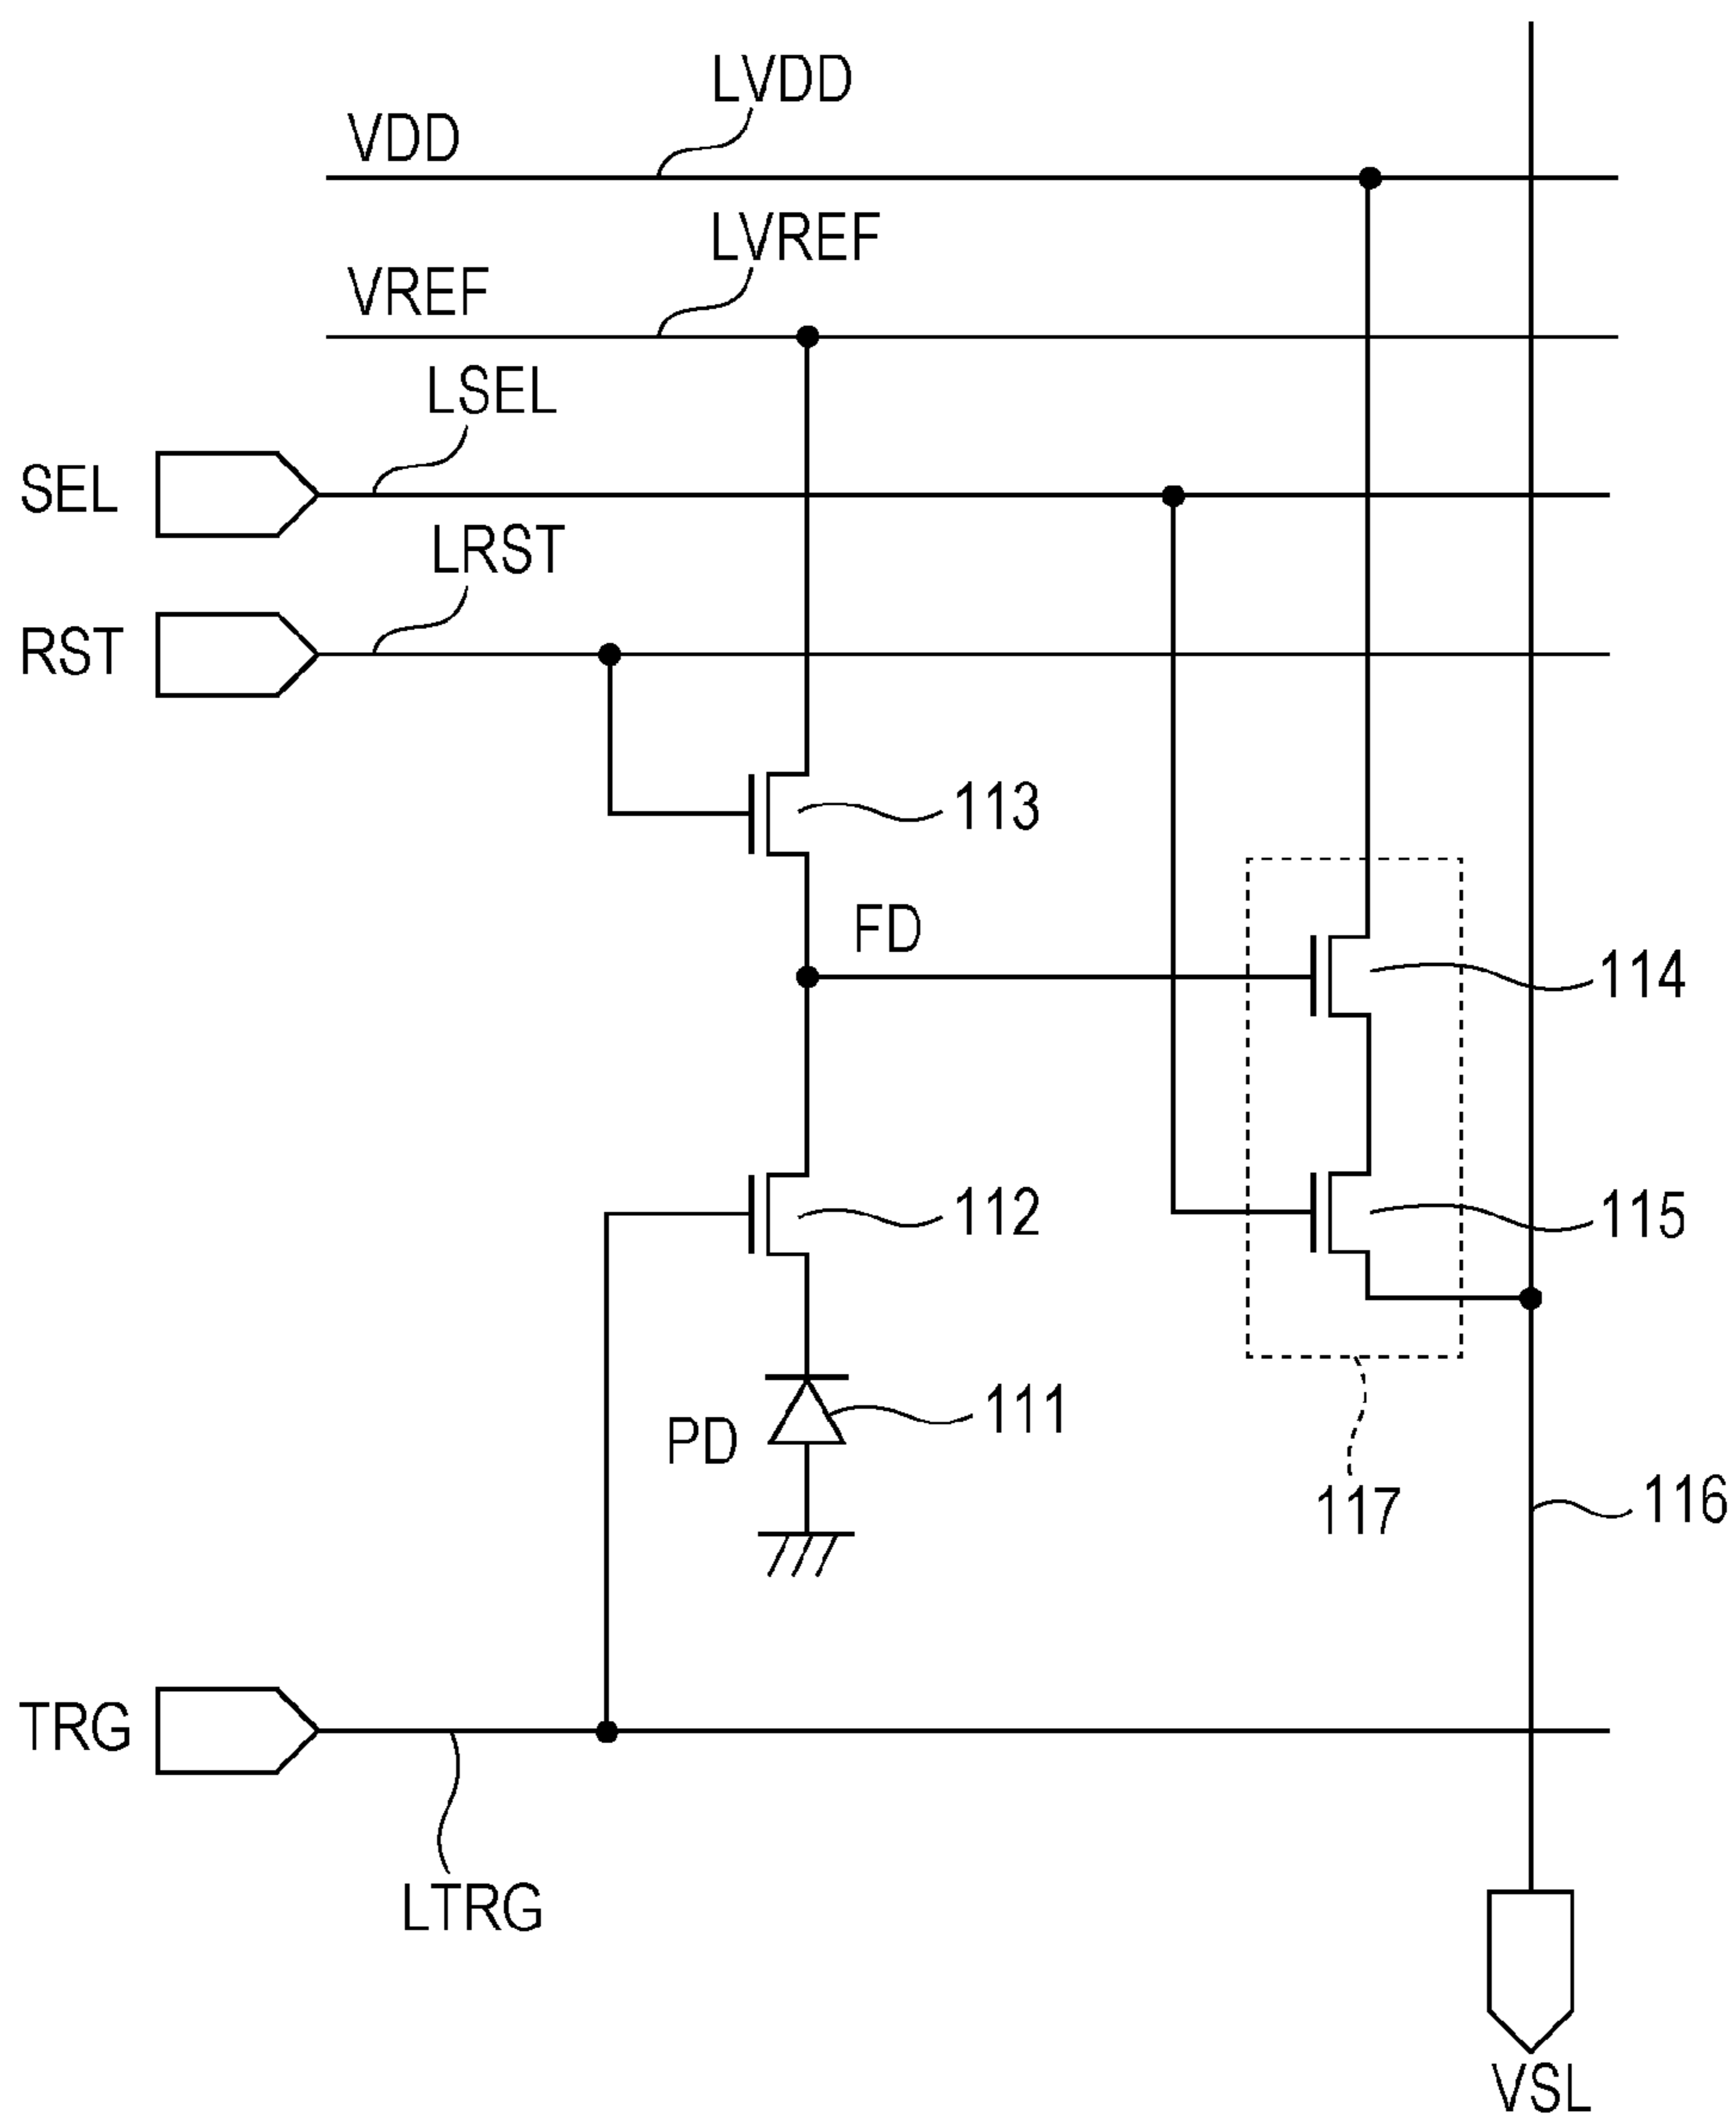 LVDD
VDD
LVREF
VREF
LSEL
SEL
LRST
RST
113
FD
114
112
115
111
PD
116
117
TRG
LTRG
VSL